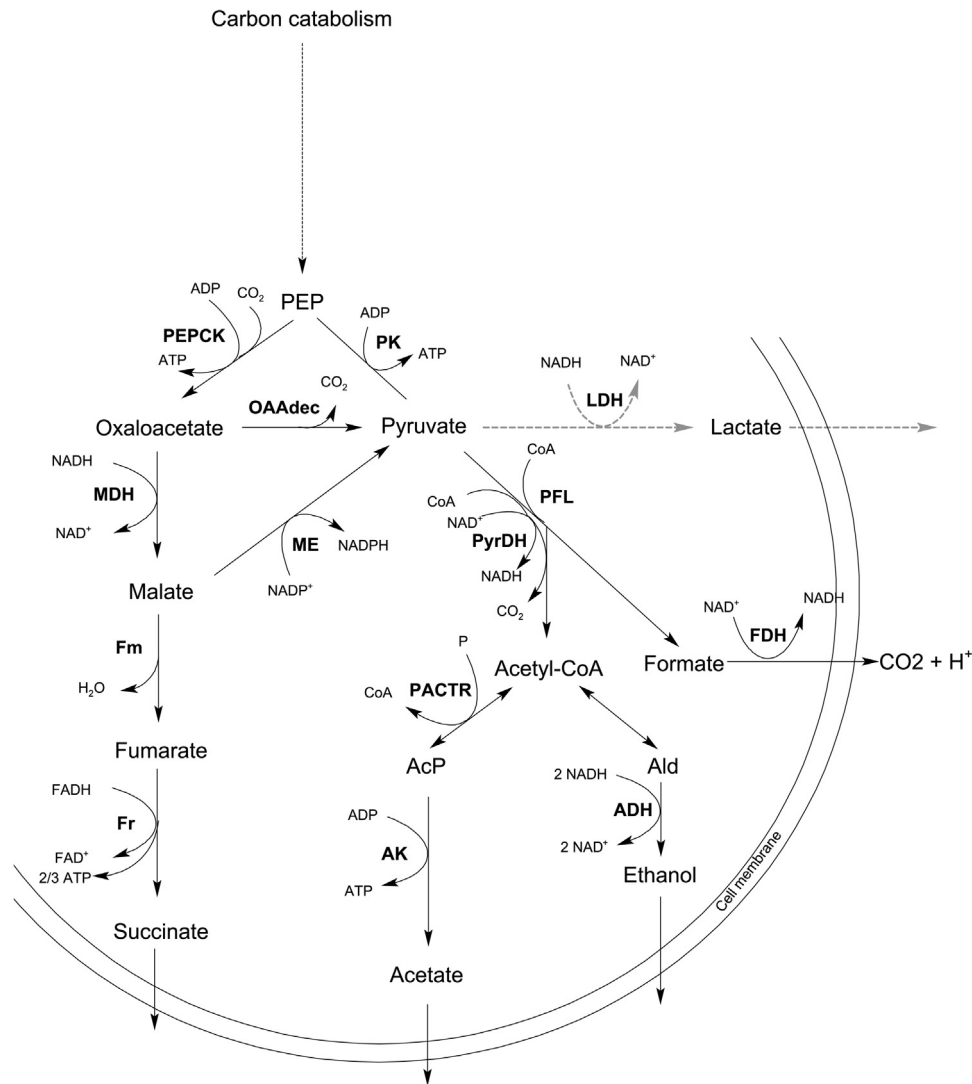 Carbon catabolism
PEP
ADP
CO₂
PEPCK
ATP
ADP
PK
ATP
CO₂
OAAdec
Oxaloacetate
Pyruvate
NADH
NAD⁺
LDH
Lactate
NADH
MDH
NAD⁺
CoA
PFL
CoA
NAD⁺
PyrDH
NADH
CO₂
ME
NADPH
NADP⁺
Malate
Fm
H₂O
P
CoA
PACTR
Acetyl-CoA
Formate
NAD⁺
NADH
FDH
CO2 + H⁺
Fumarate
AcP
Ald
FADH
Fr
FAD⁺
2/3 ATP
ADP
AK
ATP
2 NADH
ADH
2 NAD⁺
Ethanol
Cell membrane
Succinate
Acetate